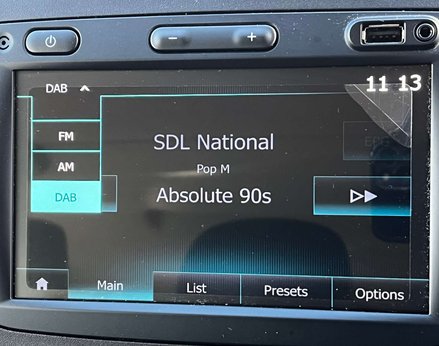 DAB
11 13
FM
AM
DAB
SDL National
Pop M
Absolute 90s
Main
List
Presets
Options